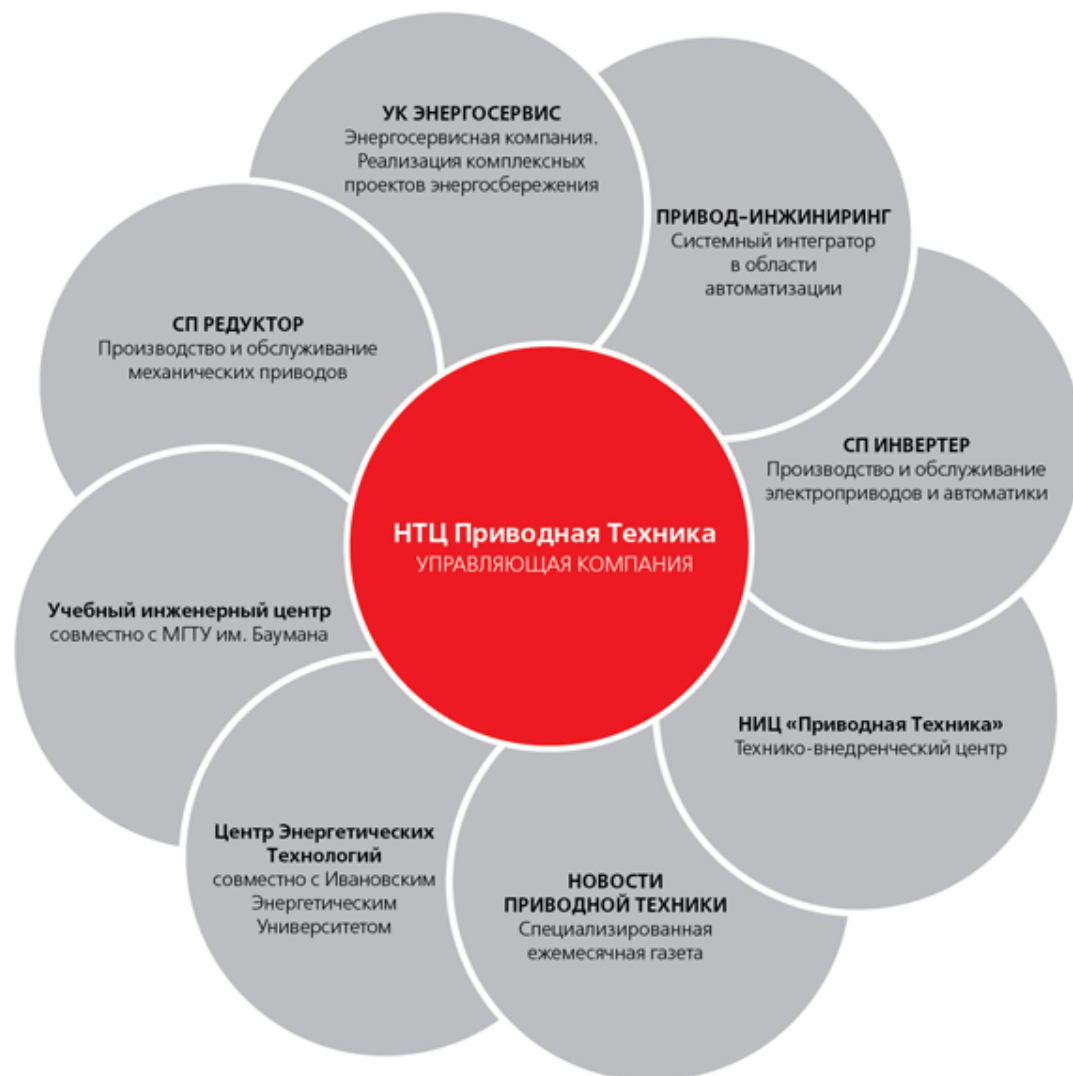 УК ЭНЕРГОСЕРВИС
Энергосервисная компания.
Реализация комплексных
проектов энергосбережения
ПРИВОД-ИНЖИНИРИНГ
Системный интегратор
в области
автоматизации
СП РЕДУКТОР
Производство и обслуживание
механических приводов
СП ИНВЕРТЕР
Производство и обслуживание
электроприводов и автоматики
НТЦ Приводная Техника
УПРАВЛЯЮЩАЯ КОМПАНИЯ
Учебный инженерный центр
совместно с МГТУ им. Баумана
НИЦ «Приводная Техника»
Технико-внедренческий центр
Центр Энергетических
Технологий
совместно с Ивановским
Энергетическим
Университетом
НОВОСТИ
ПРИВОДНОЙ ТЕХНИКИ
Специализированная
ежемесячная газета